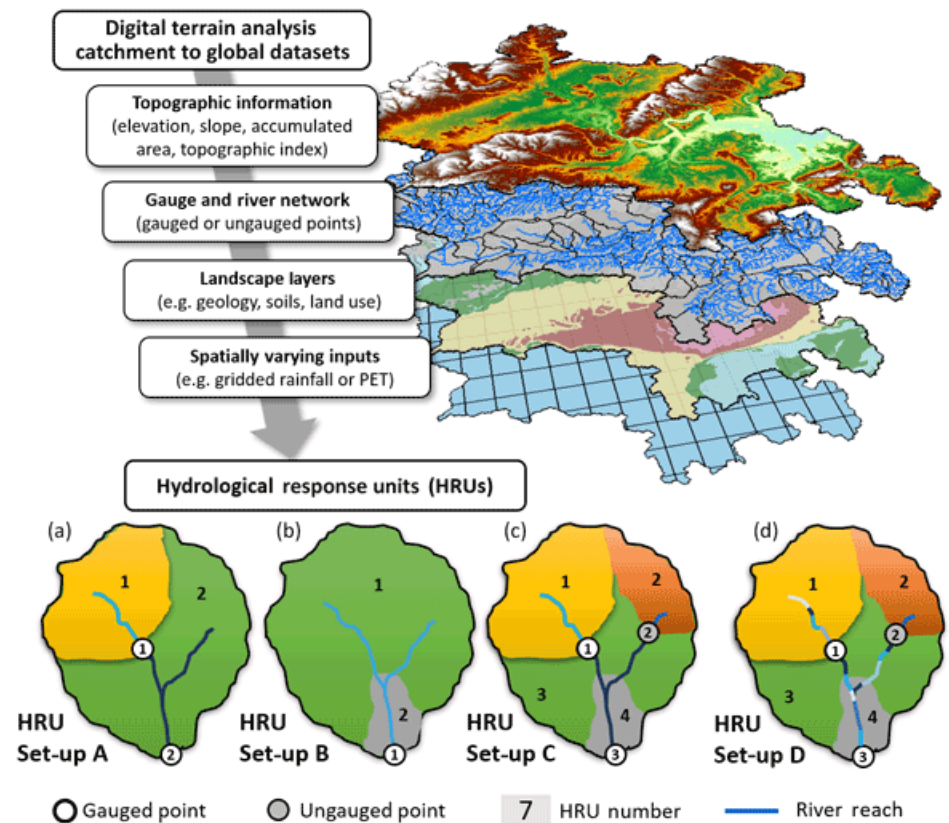 Digital terrain analysis
catchment to global datasets
Topographic information
(elevation, slope, accumulated
area, topographic index)
Gauge and river network
(gauged or ungauged points)
Landscape layers
(e.g. geology, soils, land use)
Spatially varying inputs
(e.g. gridded rainfall or PET)
Hydrological response units (HRUs)
(a)
1
2
1
2
HRU
Set-up A
(b)
1
2
1
HRU
Set-up B
(c)
1
2
1
2
3
4
3
HRU
Set-up C
(d)
1
2
1
2
3
4
3
HRU
Set-up D
Gauged point
Ungauged point
7 HRU number
River reach